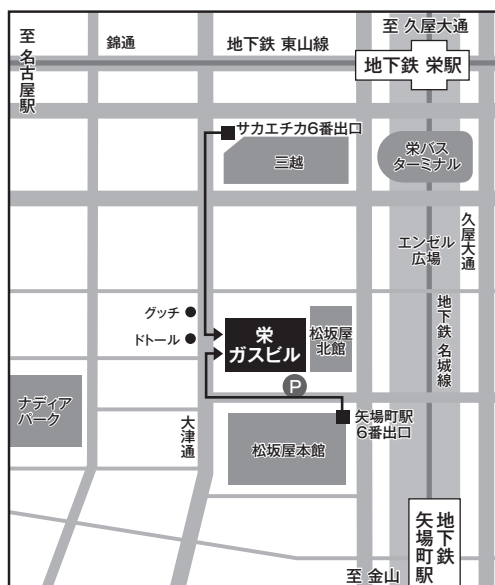 至 久屋大通
至 名古屋駅
錦通
地下鉄 東山線
地下鉄 栄駅
サカエチカ6番出口
三越
栄バス
ターミナル
久屋大通
エンゼル
広場
グッチ
ドトール
栄
ガスビル
松坂屋
北館
地下鉄 名城線
P
ナディア
パーク
大津通
矢場町駅
6番出口
松坂屋本館
地下鉄
矢場町駅
至 金山